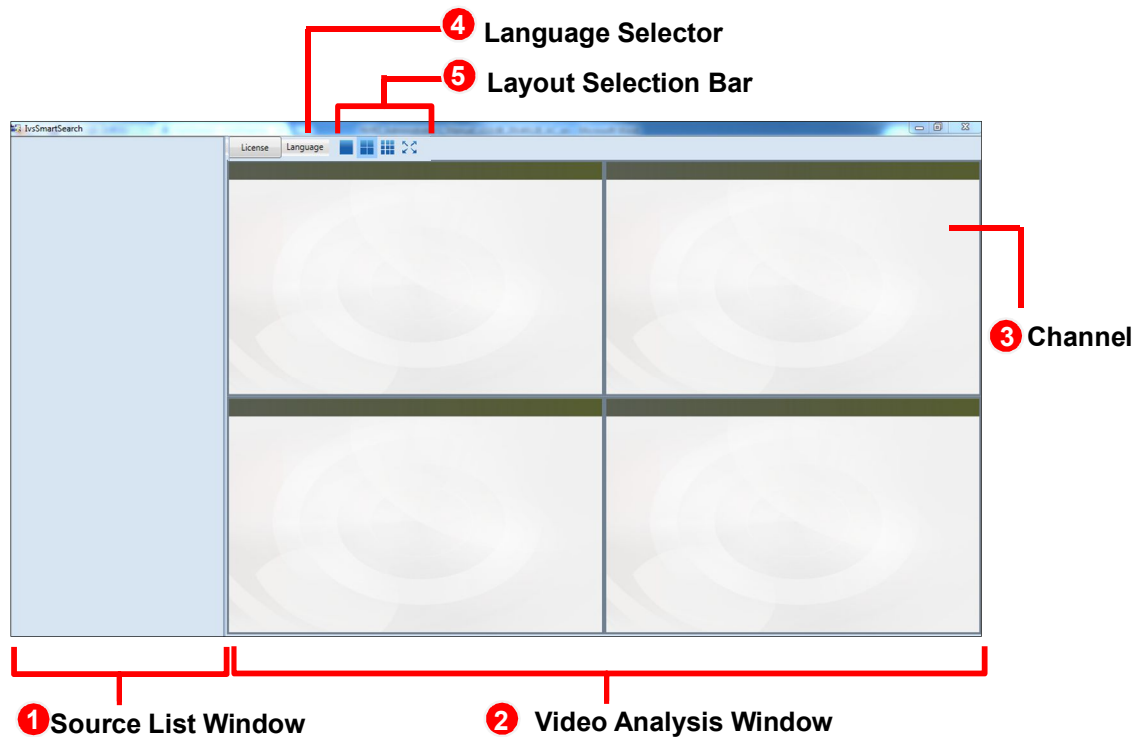 4 Language Selector
5 Layout Selection Bar
IvsSmartSearch
License Language
3 Channel
1 Source List Window
2 Video Analysis Window